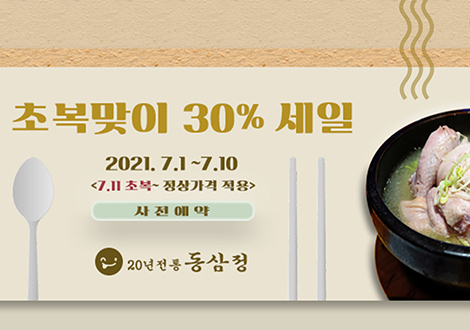 초복맞이 30% 세일
2021. 7.1 ~7.10
<7.11 초복~ 정상가격 적용>
사전예약
20년전통 동삼정